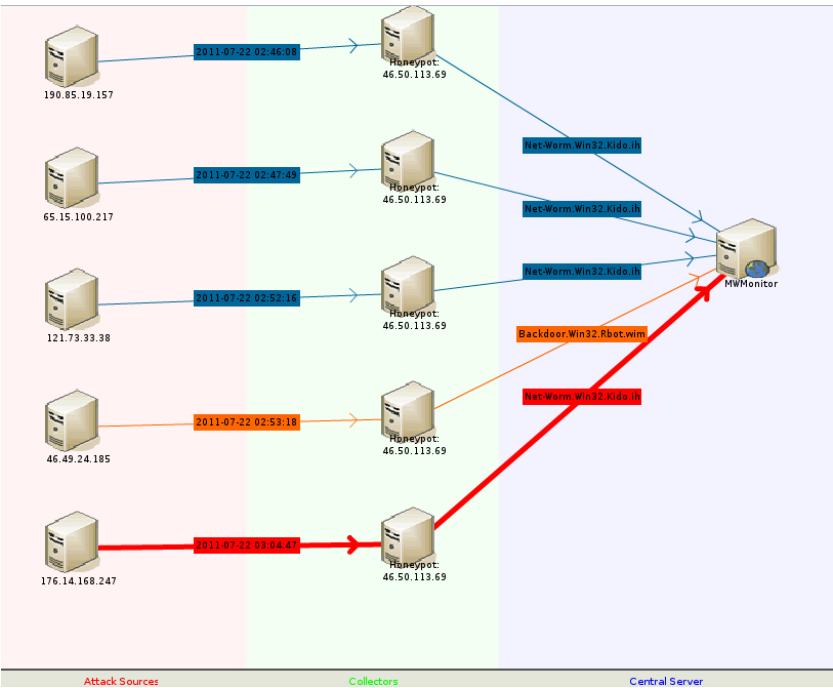 2011-07-22 02:46:08
Honeypot:
46.50.113.69
190.85.19.157
Net-Worm.Win32.Kido.ih
2011-07-22 02:47:49
Honeypot:
46.50.113.69
65.15.100.217
Net-Worm.Win32.Kido.ih
2011-07-22 02:52:16
Honeypot:
46.50.113.69
121.73.33.38
Net-Worm.Win32.Kido.ih
MWMonitor
2011-07-22 02:53:18
Honeypot:
46.50.113.69
46.49.24.185
Backdoor.Win32.Rbot.wim
2011-07-22 03:04:47
Honeypot:
46.50.113.69
176.14.168.247
Net-Worm.Win32.Kido.ih
Attack Sources
Collectors
Central Server